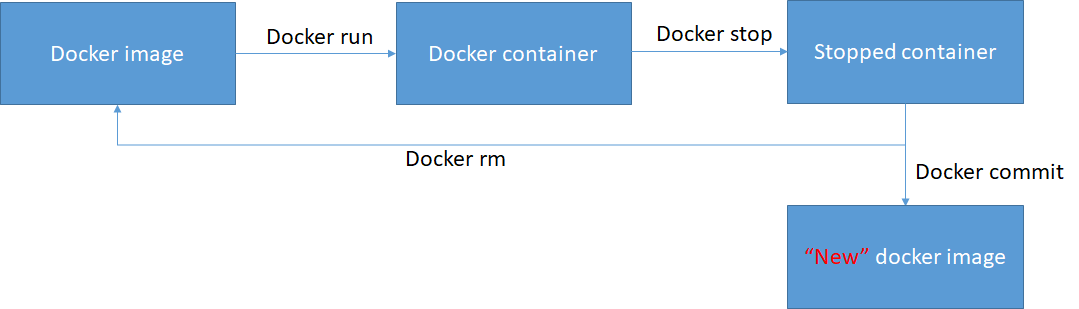 Docker image
Docker run
Docker container
Docker stop
Stopped container
Docker rm
Docker commit
“New” docker image